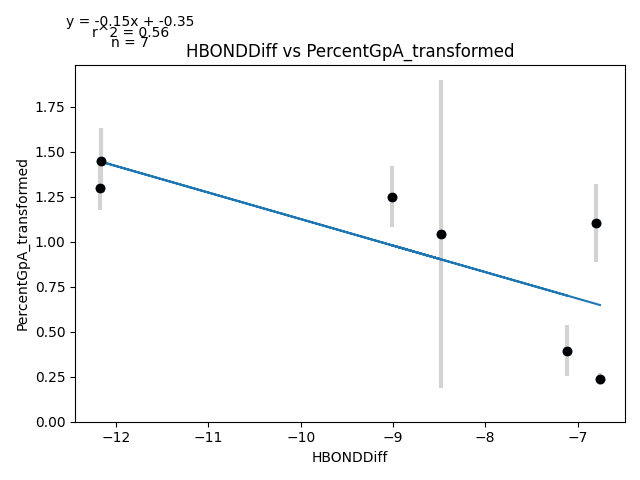 y = -0.15x + -0.35
r^2 = 0.56
n = 7
HBONDDiff vs PercentGpA_transformed
PercentGpA_transformed
1.75
1.50
1.25
1.00
0.75
0.50
0.25
0.00
−12
−11
−10
−9
−8
−7
HBONDDiff